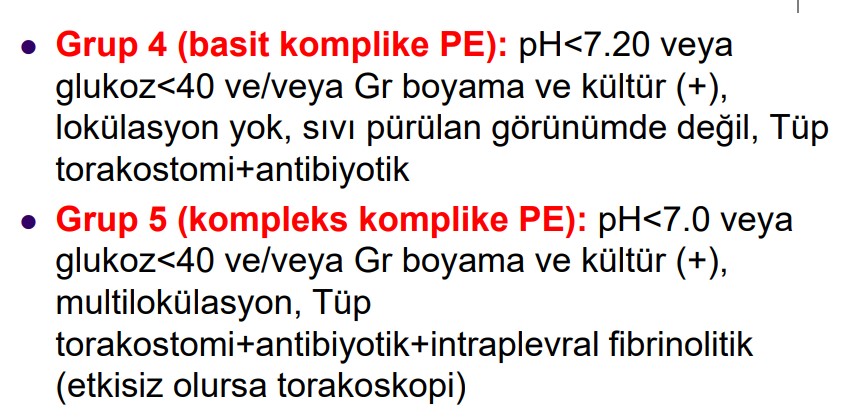 • Grup 4 (basit komplike PE): pH<7.20 veya
glukoz<40 ve/veya Gr boyama ve kültür (+),
lokülasyon yok, sıvı pürülan görünümde değil, Tüp
torakostomi+antibiyotik
• Grup 5 (kompleks komplike PE): pH<7.0 veya
glukoz<40 ve/veya Gr boyama ve kültür (+),
multilokülasyon, Tüp
torakostomi+antibiyotik+intraplevral fibrinolitik
(etkisiz olursa torakoskopi)